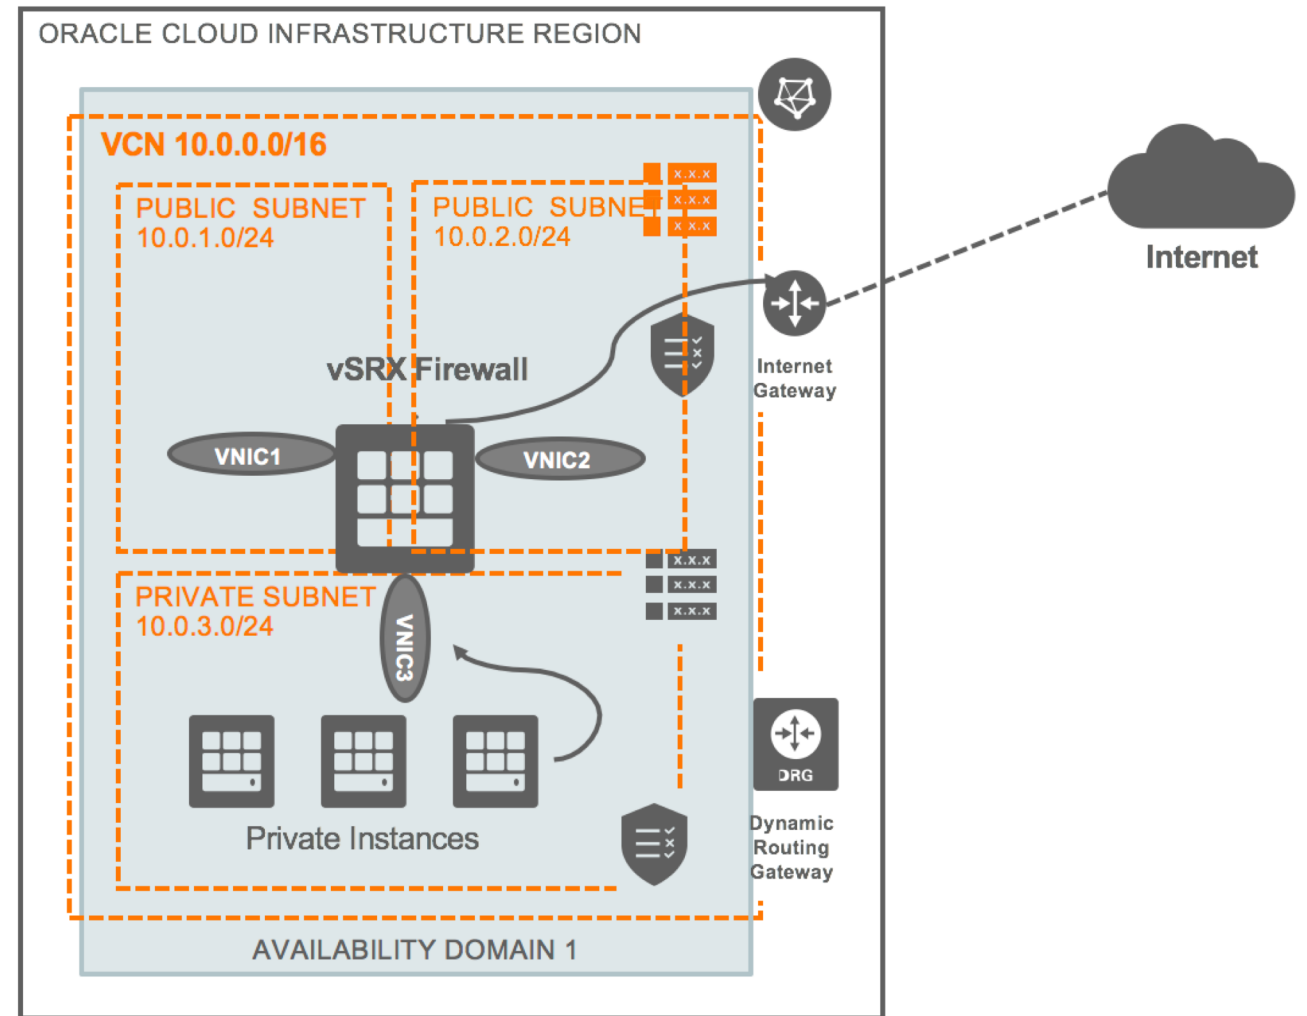 ORACLE CLOUD INFRASTRUCTURE REGION
VCN 10.0.0.0/16
x.x.x
x.x.x
x.x.x
PUBLIC SUBNET
10.0.1.0/24
PUBLIC SUBNET
10.0.2.0/24
Internet
Internet
Gateway
vSRX Firewall
VNIC1
VNIC2
x.x.x
x.x.x
PRIVATE SUBNET
10.0.3.0/24
VNIC3
DRG
Dynamic
Routing
Gateway
Private Instances
AVAILABILITY DOMAIN 1